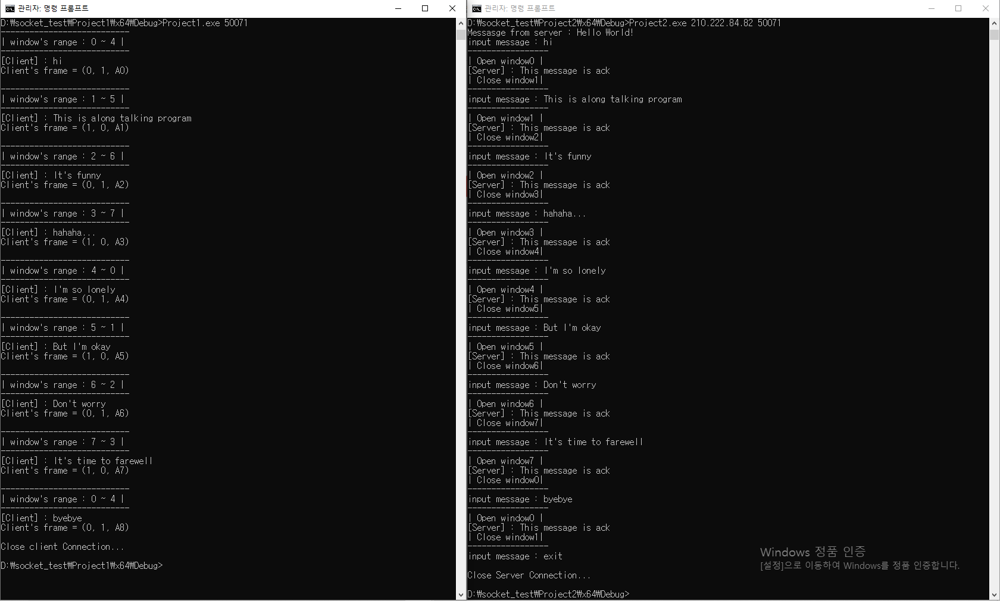 관리자: 명령 프롬프트
D:\socket_test\Project1\x64\Debug>Project1.exe 50071
---------------------------
| window's range : 0 ~ 4 |
---------------------------
[Client] : hi
Client's frame = (0, 1, A0)
---------------------------
| window's range : 1 ~ 5 |
---------------------------
[Client] : This is along talking program
Client's frame = (1, 0, A1)
---------------------------
| window's range : 2 ~ 6 |
---------------------------
[Client] : It's funny
Client's frame = (0, 1, A2)
---------------------------
| window's range : 3 ~ 7 |
---------------------------
[Client] : hahaha...
Client's frame = (1, 0, A3)
---------------------------
| window's range : 4 ~ 0 |
---------------------------
[Client] : I'm so lonely
Client's frame = (0, 1, A4)
---------------------------
| window's range : 5 ~ 1 |
---------------------------
[Client] : But I'm okay
Client's frame = (1, 0, A5)
---------------------------
| window's range : 6 ~ 2 |
---------------------------
[Client] : Don't worry
Client's frame = (0, 1, A6)
---------------------------
| window's range : 7 ~ 3 |
---------------------------
[Client] : It's time to farewell
Client's frame = (1, 0, A7)
---------------------------
| window's range : 0 ~ 4 |
---------------------------
[Client] : byebye
Client's frame = (0, 1, A8)
Close client Connection...
D:\socket_test\Project1\x64\Debug>
관리자: 명령 프롬프트
D:\socket_test\Project2\x64\Debug>Project2.exe 210.222.84.82 50071
Messasge from server : Hello World!
input message : hi
-----------------
| Open window0 |
[Server] : This message is ack
| Close window1|
-----------------
input message : This is along talking program
-----------------
| Open window1 |
[Server] : This message is ack
| Close window2|
-----------------
input message : It's funny
-----------------
| Open window2 |
[Server] : This message is ack
| Close window3|
-----------------
input message : hahaha...
-----------------
| Open window3 |
[Server] : This message is ack
| Close window4|
-----------------
input message : I'm so lonely
-----------------
| Open window4 |
[Server] : This message is ack
| Close window5|
-----------------
input message : But I'm okay
-----------------
| Open window5 |
[Server] : This message is ack
| Close window6|
-----------------
input message : Don't worry
-----------------
| Open window6 |
[Server] : This message is ack
| Close window7|
-----------------
input message : It's time to farewell
-----------------
| Open window7 |
[Server] : This message is ack
| Close window0|
-----------------
input message : byebye
-----------------
| Open window0 |
[Server] : This message is ack
| Close window1|
-----------------
input message : exit
Close Server Connection...
D:\socket_test\Project2\x64\Debug>
Windows 정품 인증
[설정]으로 이동하여 Windows를 정품 인증합니다.